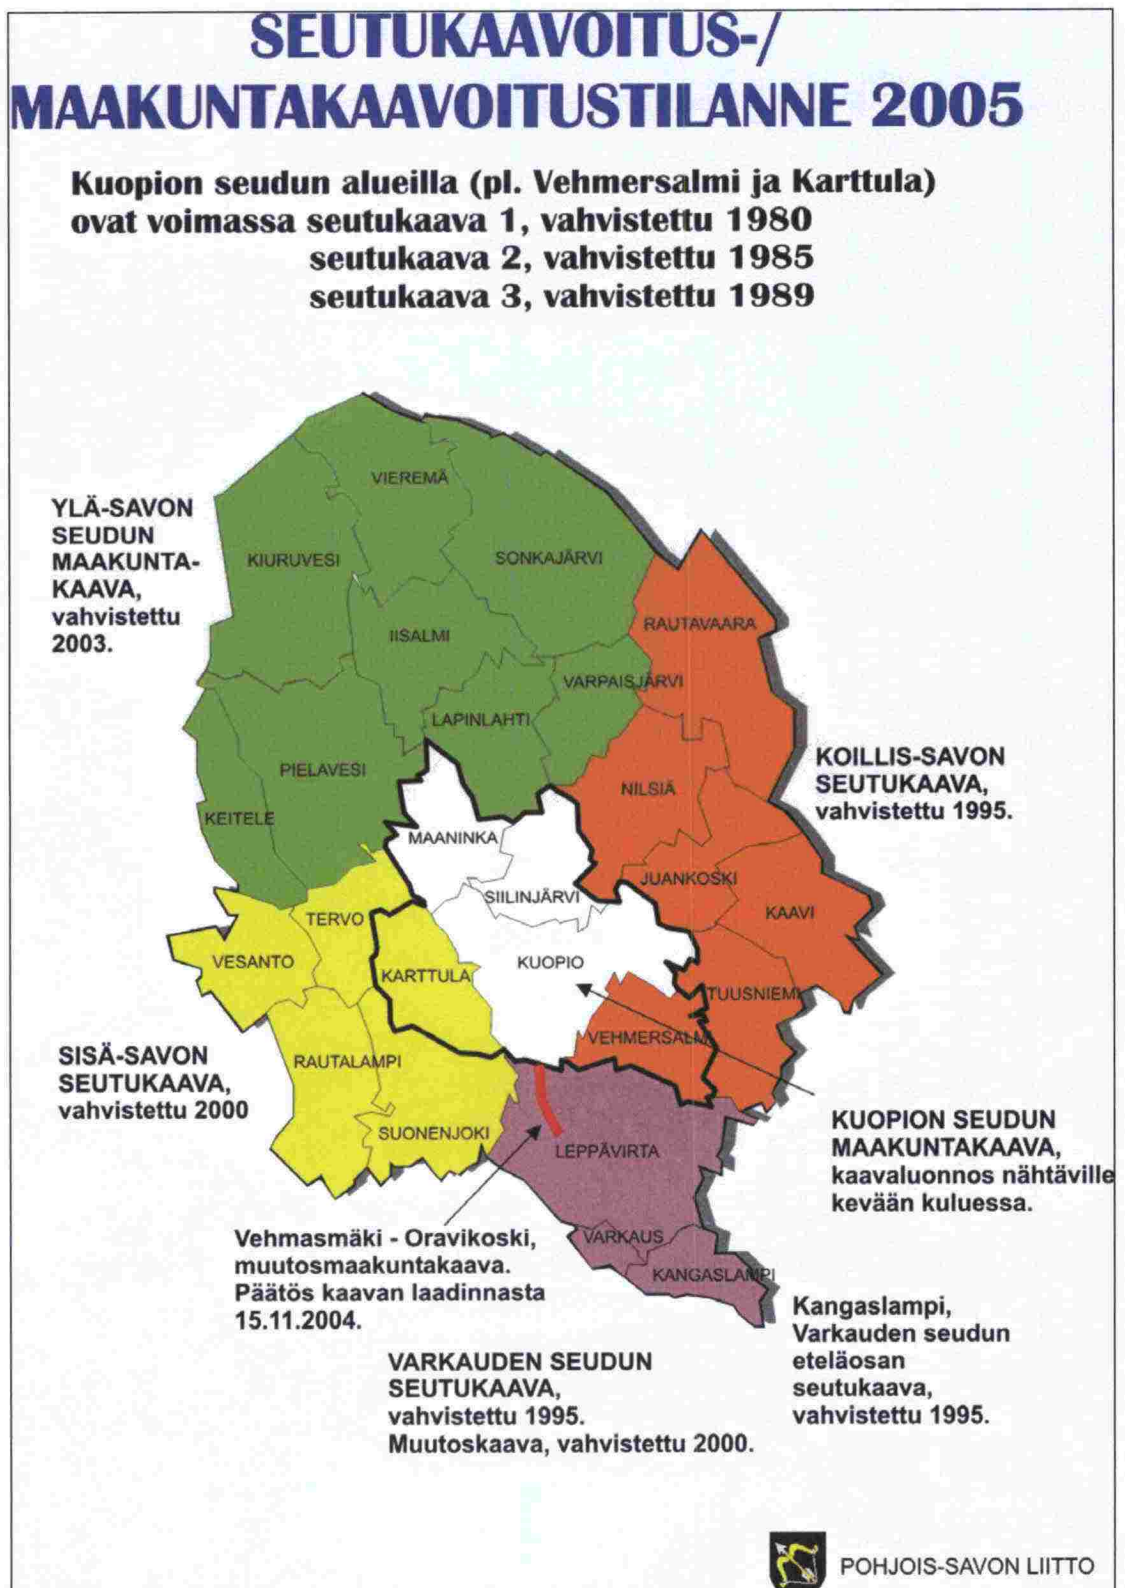 SEUTUKAAVOITUS-/
MAAKUNTAKAAVOITUSTILANNE 2005
Kuopion seudun alueilla (pl. Vehmersalmi ja Karttula)
ovat voimassa seutukaava 1, vahvistettu 1980
seutukaava 2, vahvistettu 1985
seutukaava 3, vahvistettu 1989
YLÄ-SAVON
SEUDUN
MAAKUNTA-
KAAVA,
vahvistettu
2003.
VIEREMÄ
KIURUVESI
SONKAJÄRVI
IISALMI
RAUTAVAARA
VARPAISJÄRVI
LAPINLAHTI
PIELAVESI
KEITELE
NILSIÄ
KOILLIS-SAVON
SEUTUKAAVA,
vahvistettu 1995.
MAANINKA
SIILINJÄRVI
JUANKOSKI
KAAVI
TERVO
VESANTO
KARTTULA
KUOPIO
TUUSNIEMI
VEHMERSALMI
SISÄ-SAVON
SEUTUKAAVA,
vahvistettu 2000
RAUTALAMPI
SUONENJOKI
LEPPÄVIRTA
KUOPION SEUDUN
MAAKUNTAKAAVA,
kaavaluonnos nähtäville
kevään kuluessa.
VARKAUS
KANGASLAMPI
Vehmasmäki - Oravikoski,
muutosmaakuntakaava.
Päätös kaavan laadinnasta
15.11.2004.
Kangaslampi,
Varkauden seudun
eteläosan
seutukaava,
vahvistettu 1995.
VARKAUDEN SEUDUN
SEUTUKAAVA,
vahvistettu 1995.
Muutoskaava, vahvistettu 2000.
POHJOIS-SAVON LIITTO